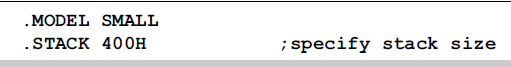 .MODEL SMALL
.STACK 400H ;specify stack size